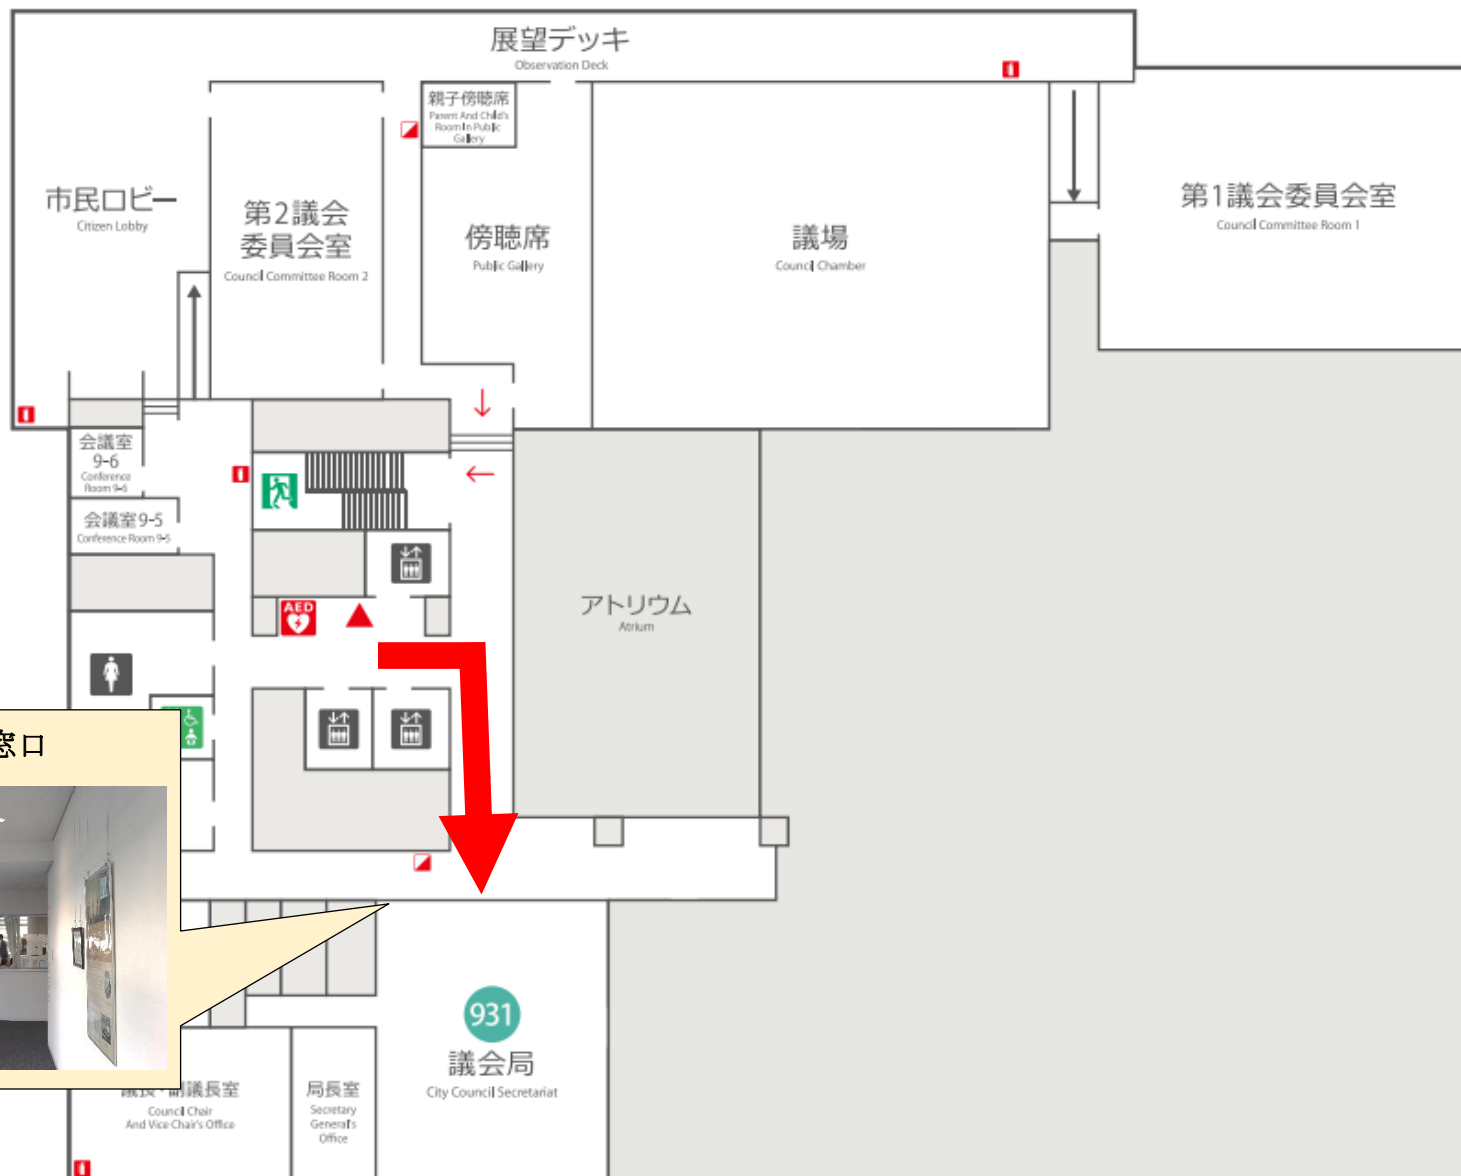 展望デッキ
Observation Deck
親子傍聴席
Parent And Child's
Room In Public
Gallery
市民ロビー
Citizen Lobby
第2議会
委員会室
Council Committee Room 2
傍聴席
Public Gallery
議場
Council Chamber
第1議会委員会室
Council Committee Room 1
会議室
9-6
Conference
Room 9-6
会議室9-5
Conference Room 9-5
AED
アトリウム
Atrium
窓口
931
議会局
City Council Secretariat
議長・副議長室
Council Chair
And Vice Chair's Office
局長室
Secretary
General's
Office